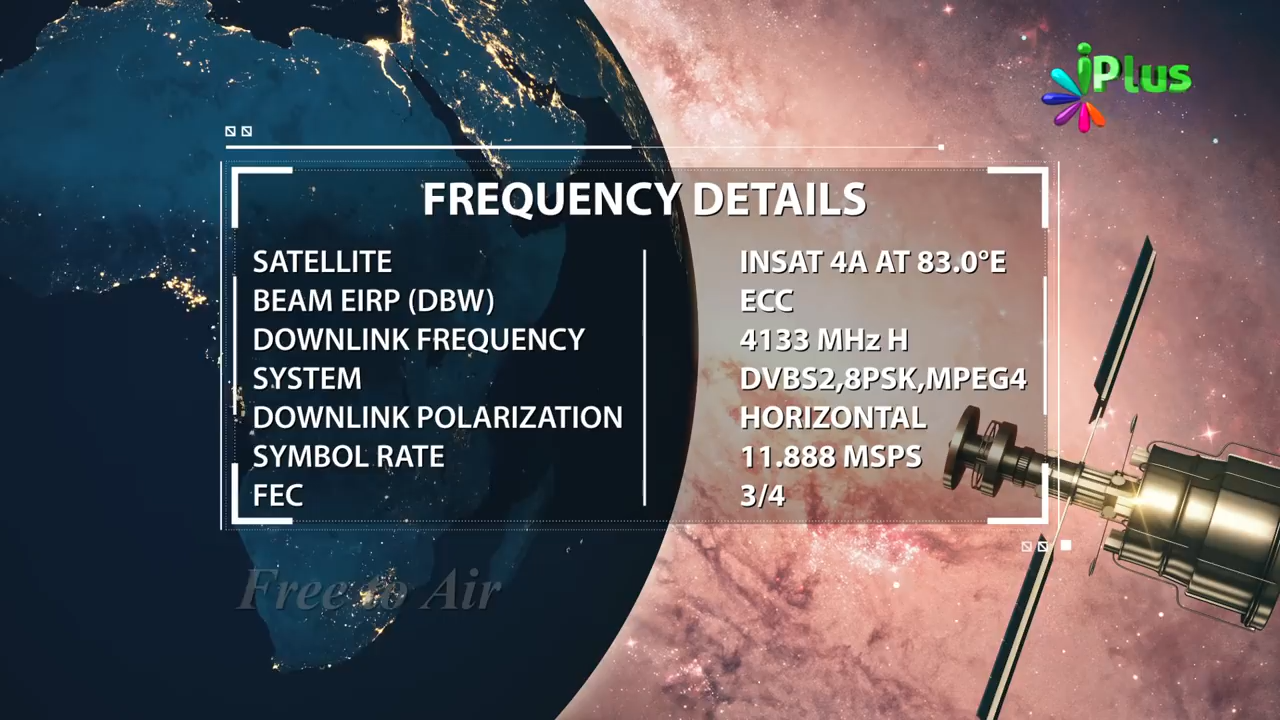 iPlus
FREQUENCY DETAILS
SATELLITE INSAT 4A AT 83.0°E
BEAM EIRP (DBW) ECC
DOWNLINK FREQUENCY 4133 MHz H
SYSTEM DVBS2,8PSK,MPEG4
DOWNLINK POLARIZATION HORIZONTAL
SYMBOL RATE 11.888 MSPS
FEC 3/4
Free to Air